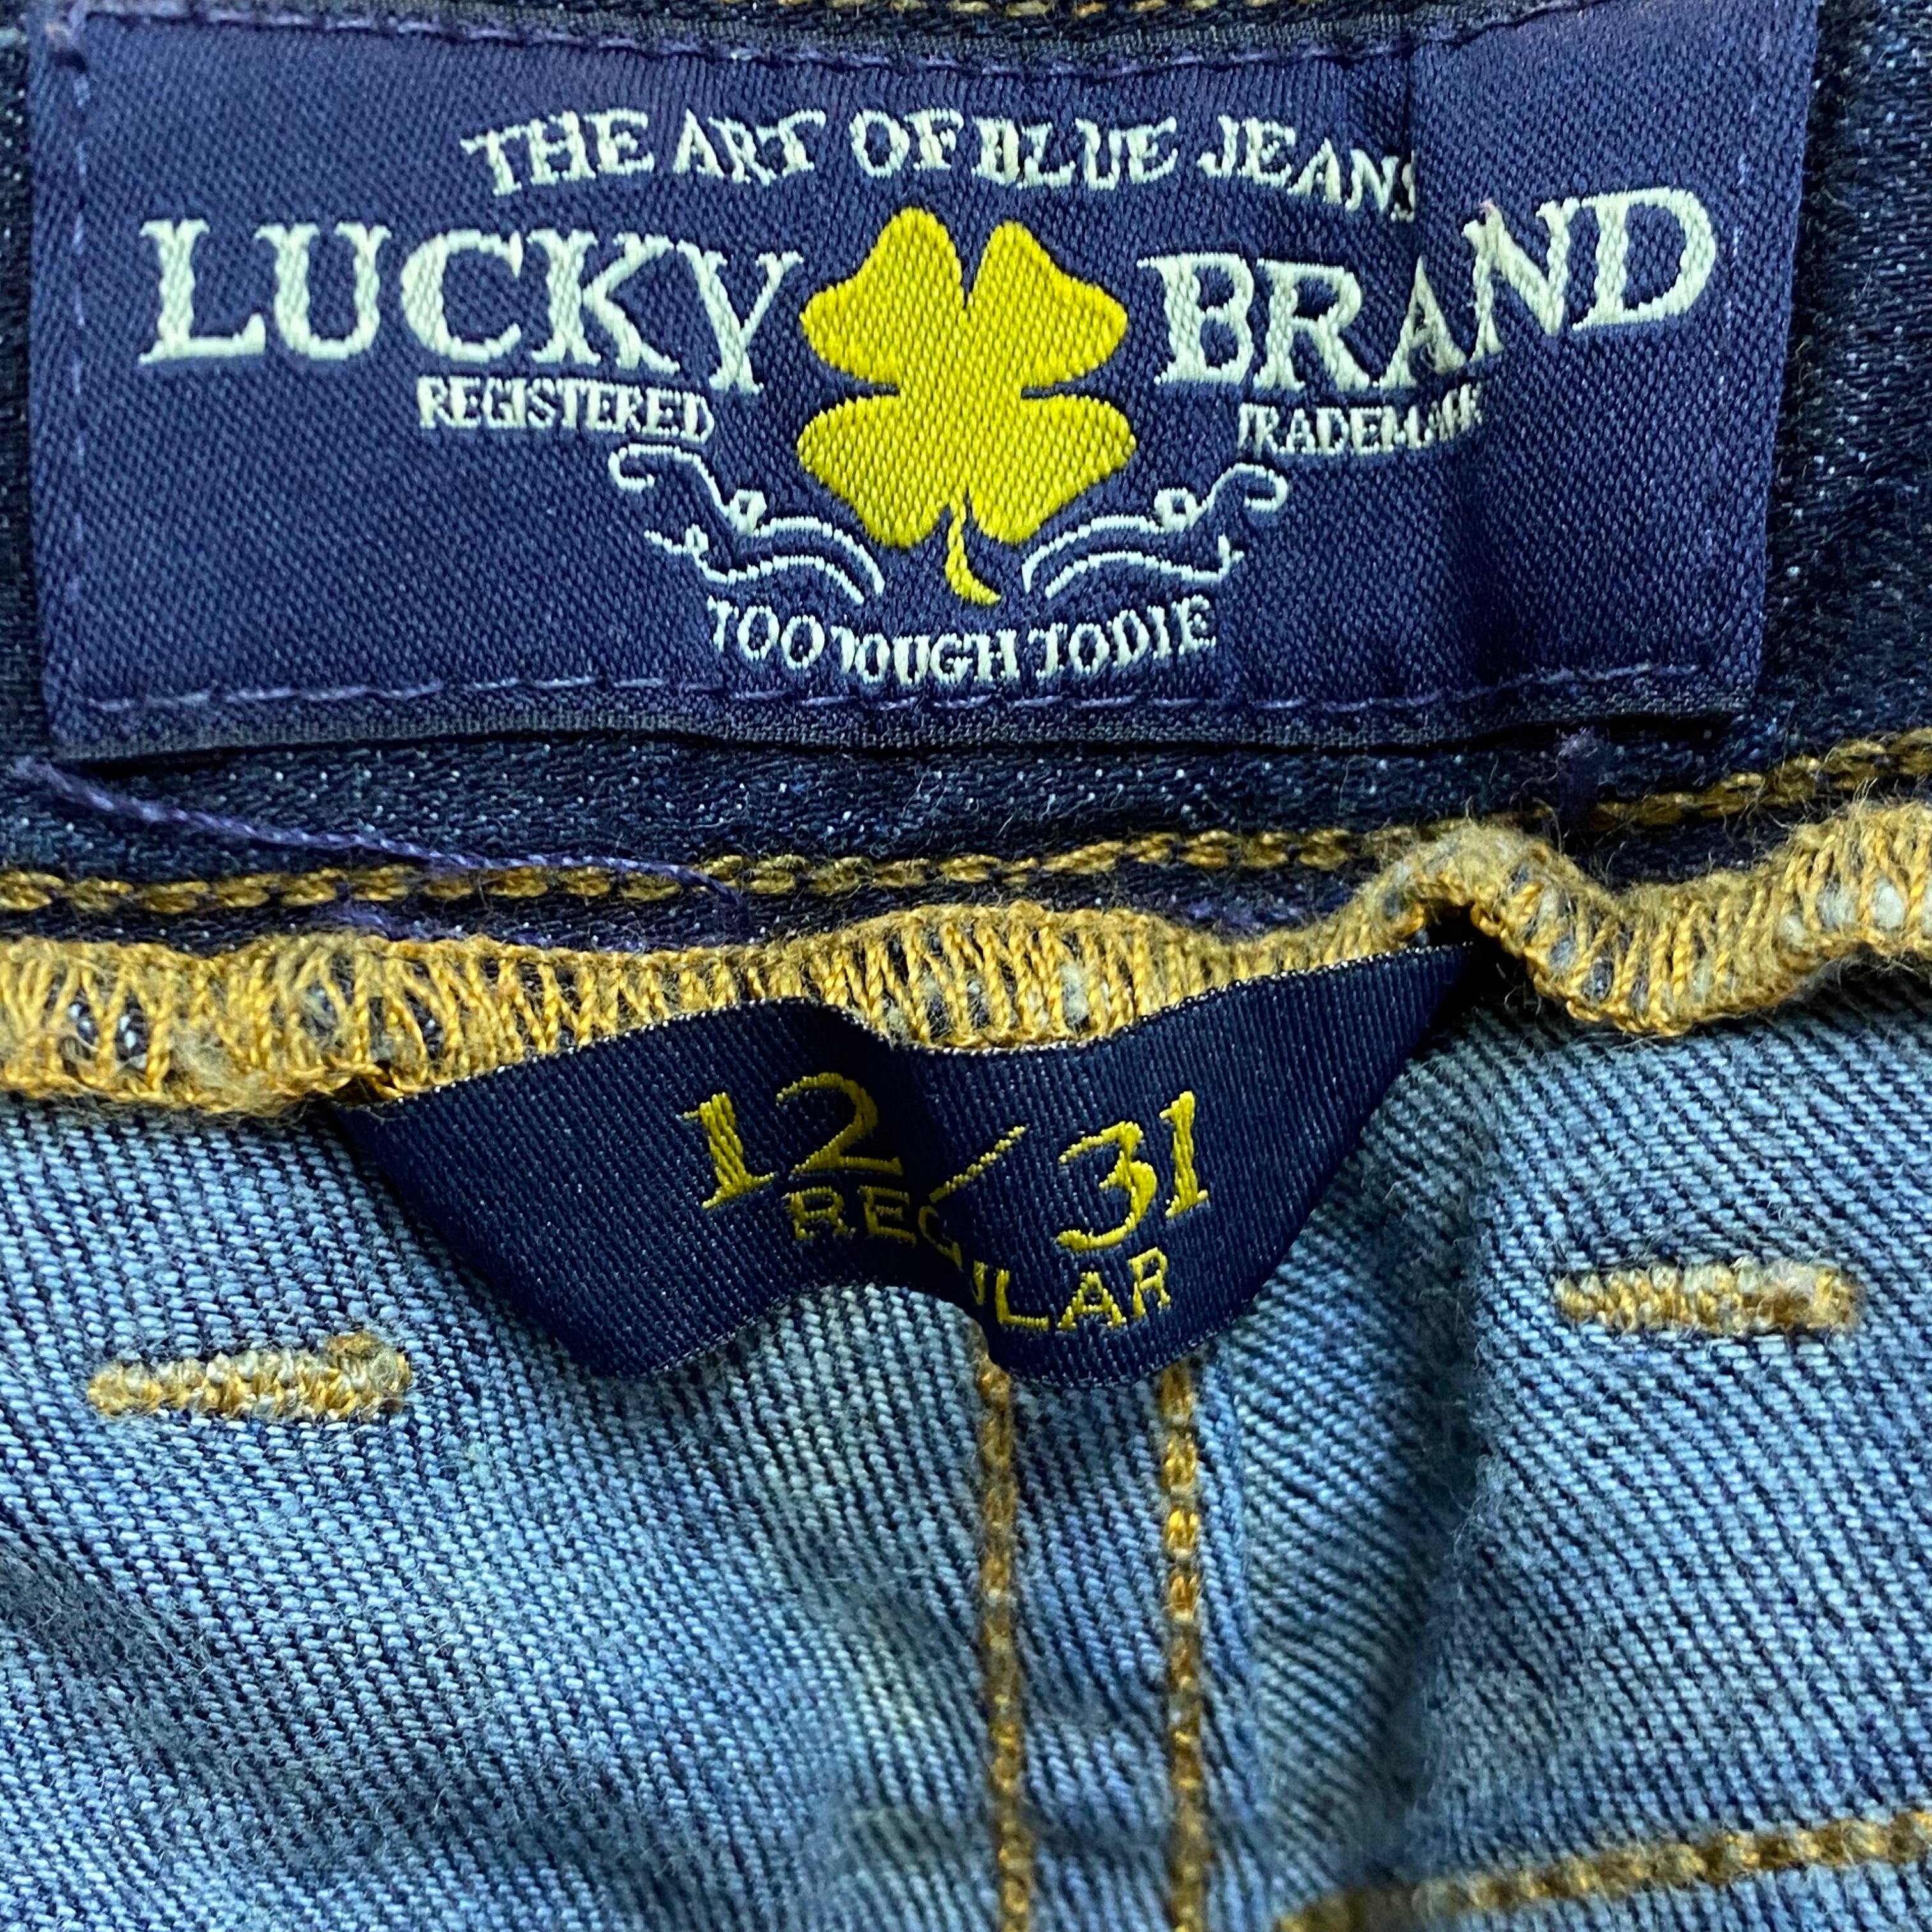 THE ART OF BLUE JEANS
LUCKY BRAND
REGISTERED TRADEMARK
TOO TOUGH TO DIE
12/31
REGULAR